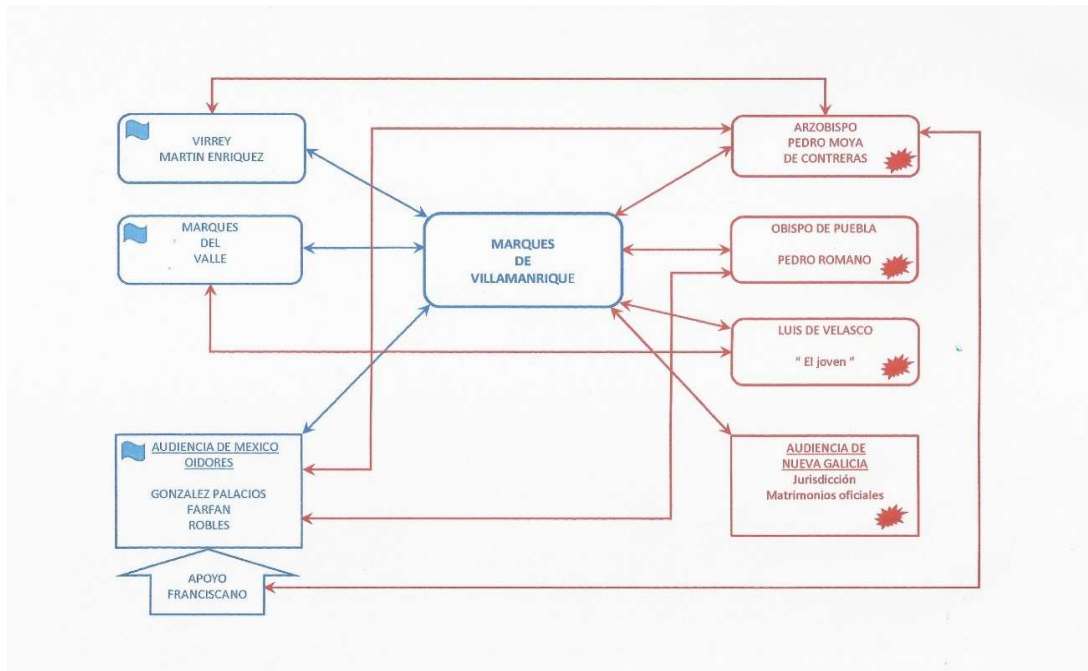 VIRREY
MARTIN ENRIQUEZ
MARQUES
DEL
VALLE
AUDIENCIA DE MEXICO
OIDORES
GONZALEZ PALACIOS
FARFAN
ROBLES
APOYO
FRANCISCANO
MARQUES
DE
VILLAMANRIQUE
ARZOBISPO
PEDRO MOYA
DE CONTRERAS
OBISPO DE PUEBLA
PEDRO ROMANO
LUIS DE VELASCO
" El joven "
AUDIENCIA DE
NUEVA GALICIA
Jurisdicción
Matrimonios oficiales